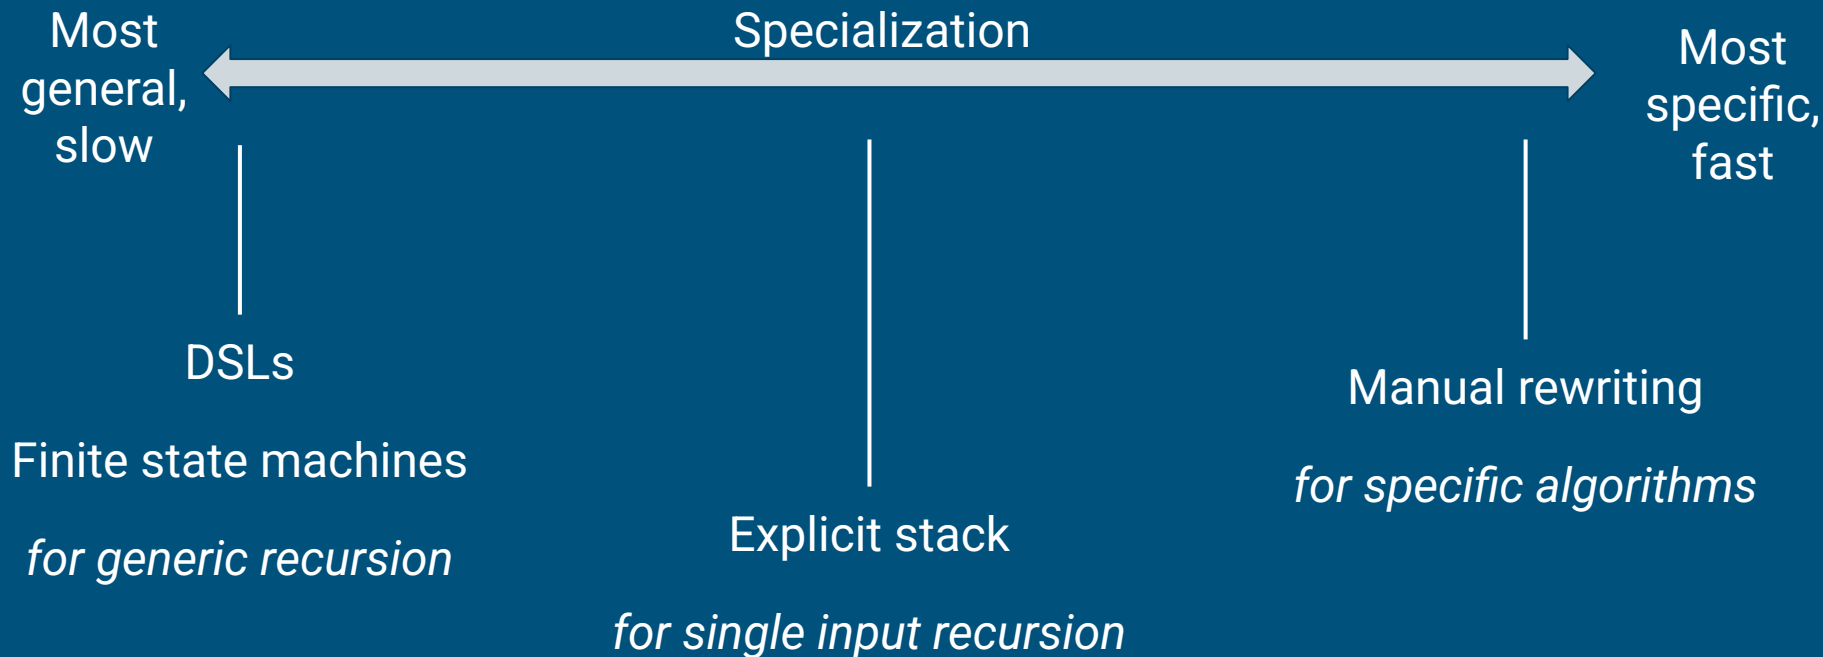 Most
general,
slow
Specialization
Most
specific,
fast
DSLs
Finite state machines
for generic recursion
Explicit stack
for single input recursion
Manual rewriting
for specific algorithms